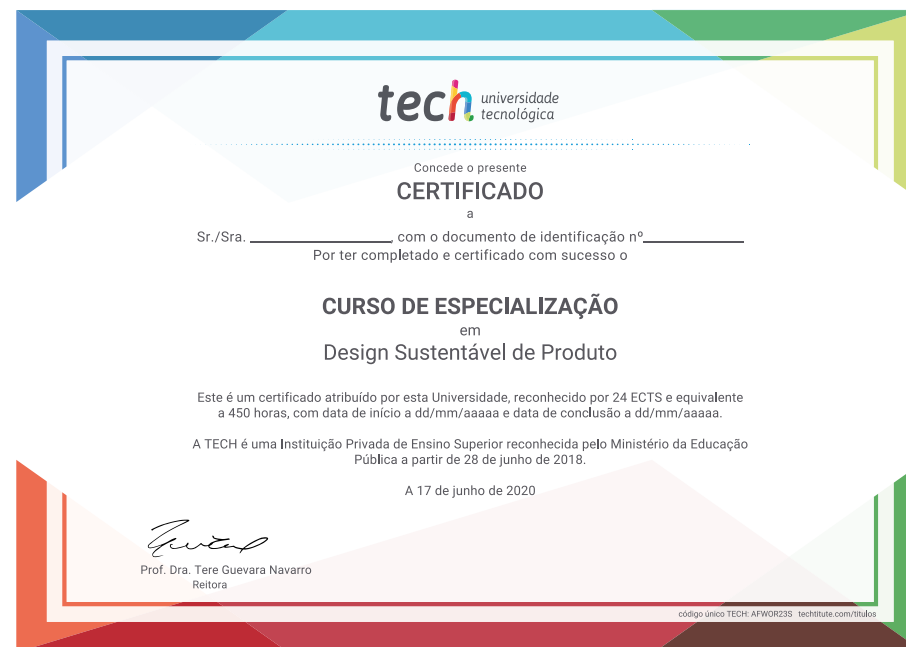 tech universidade
tecnológica
Concede o presente
CERTIFICADO
a
Sr./Sra. ____________, com o documento de identificação nº____________
Por ter completado e certificado com sucesso o
CURSO DE ESPECIALIZAÇÃO
em
Design Sustentável de Produto
Este é um certificado atribuído por esta Universidade, reconhecido por 24 ECTS e equivalente
a 450 horas, com data de início a dd/mm/aaaaa e data de conclusão a dd/mm/aaaaa.
A TECH é uma Instituição Privada de Ensino Superior reconhecida pelo Ministério da Educação
Pública a partir de 28 de junho de 2018.
A 17 de junho de 2020
Prof. Dra. Tere Guevara Navarro
Reitora
código único TECH: AFWOR23S techtitute.com/titulos